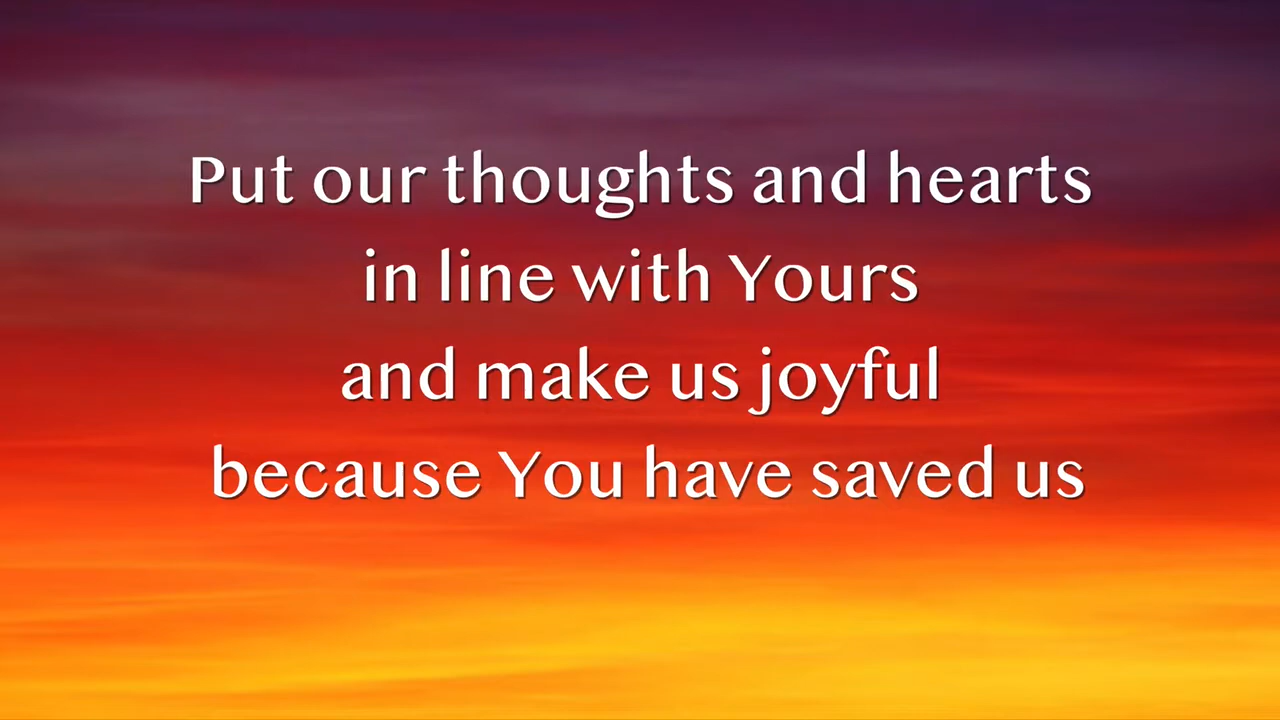 Put our thoughts and hearts
in line with Yours
and make us joyful
because You have saved us